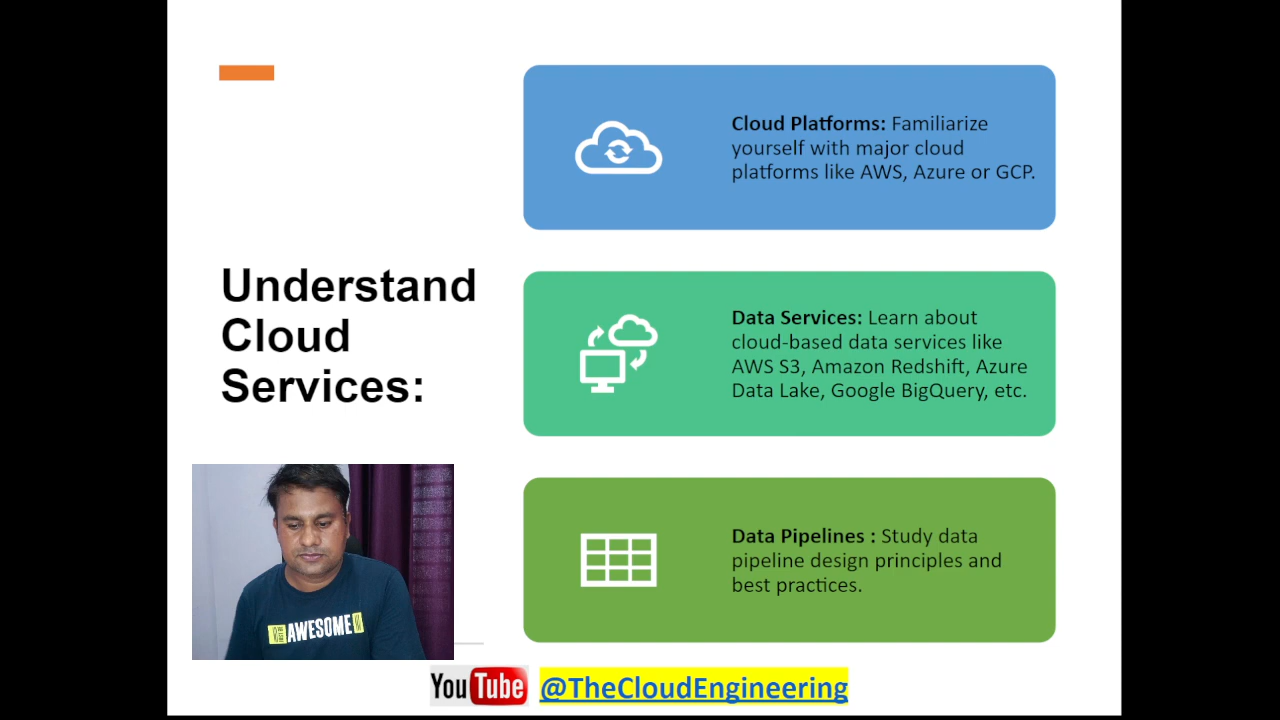 Understand
Cloud
Services:
Cloud Platforms: Familiarize
yourself with major cloud
platforms like AWS, Azure or GCP.
Data Services: Learn about
cloud-based data services like
AWS S3, Amazon Redshift, Azure
Data Lake, Google BigQuery, etc.
Data Pipelines : Study data
pipeline design principles and
best practices.
AWESOME
YouTube @TheCloudEngineering